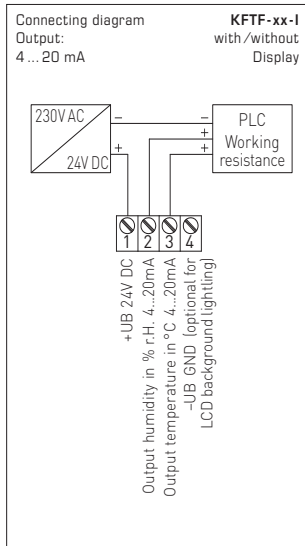 Connecting diagram
KFTF-xx-I
Output:
with/without
4 ... 20 mA
Display
230V AC
–
–
PLC
+
Working
resistance
24V DC
+
+
1
2
3
4
+UB 24V DC
Output humidity in % r.H. 4...20mA
Output temperature in °C 4...20mA
–UB GND (optional for
LCD background lightling)